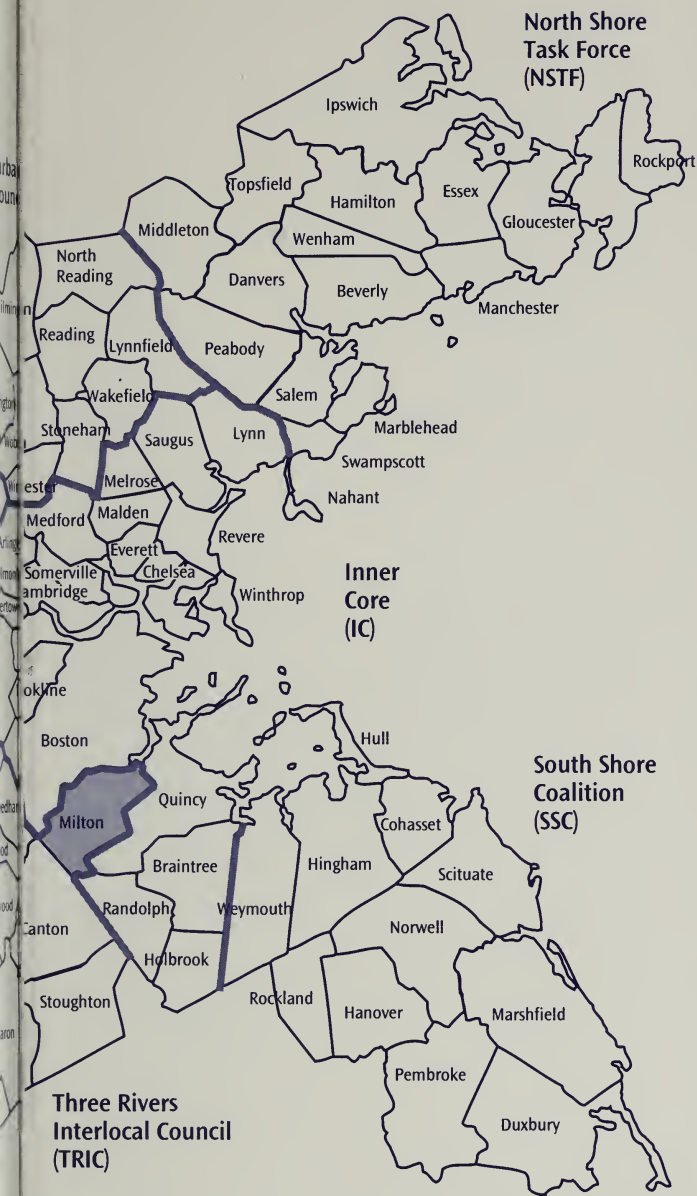 North Shore
Task Force
(NSTF)
Ipswich
Rockport
Topsfield
Hamilton
Essex
Gloucester
Middleton
Wenham
North
Reading
Danvers
Beverly
Manchester
Reading
Lynnfield
Peabody
Wakefield
Salem
Stoneham
Saugus
Lynn
Marblehead
Swampscott
Melrose
Nahant
Medford
Malden
Revere
Everett
Somerville
Chelsea
ambridge
Winthrop
Inner
Core
(IC)
okline
Boston
Hull
South Shore
Coalition
(SSC)
Quincy
Milton
Cohasset
Braintree
Hingham
Scituate
Randolph
Weymouth
Norwell
Canton
Holbrook
Rockland
Hanover
Marshfield
Stoughton
Pembroke
Duxbury
Three Rivers
Interlocal Council
(TRIC)